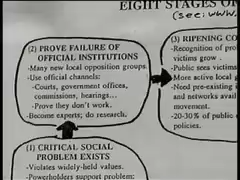 EIGHT STAGES O
(see: www.
(2) PROVE FAILURE OF
OFFICIAL INSTITUTIONS
- Many new local opposition groups.
- Use official channels:
- Courts, government offices,
commissions, hearings...
- Prove they don't work.
- Become experts; do research.
(1) CRITICAL SOCIAL
PROBLEM EXISTS
- Violates widely-held values.
- Powerholders support problem:
(3) RIPENING CO
- Recognition of pro
victims grow.
- Public sees victims
- More active local g
- Need pre-existing i
and networks avail
movement.
- 20-30% of public o
policies.